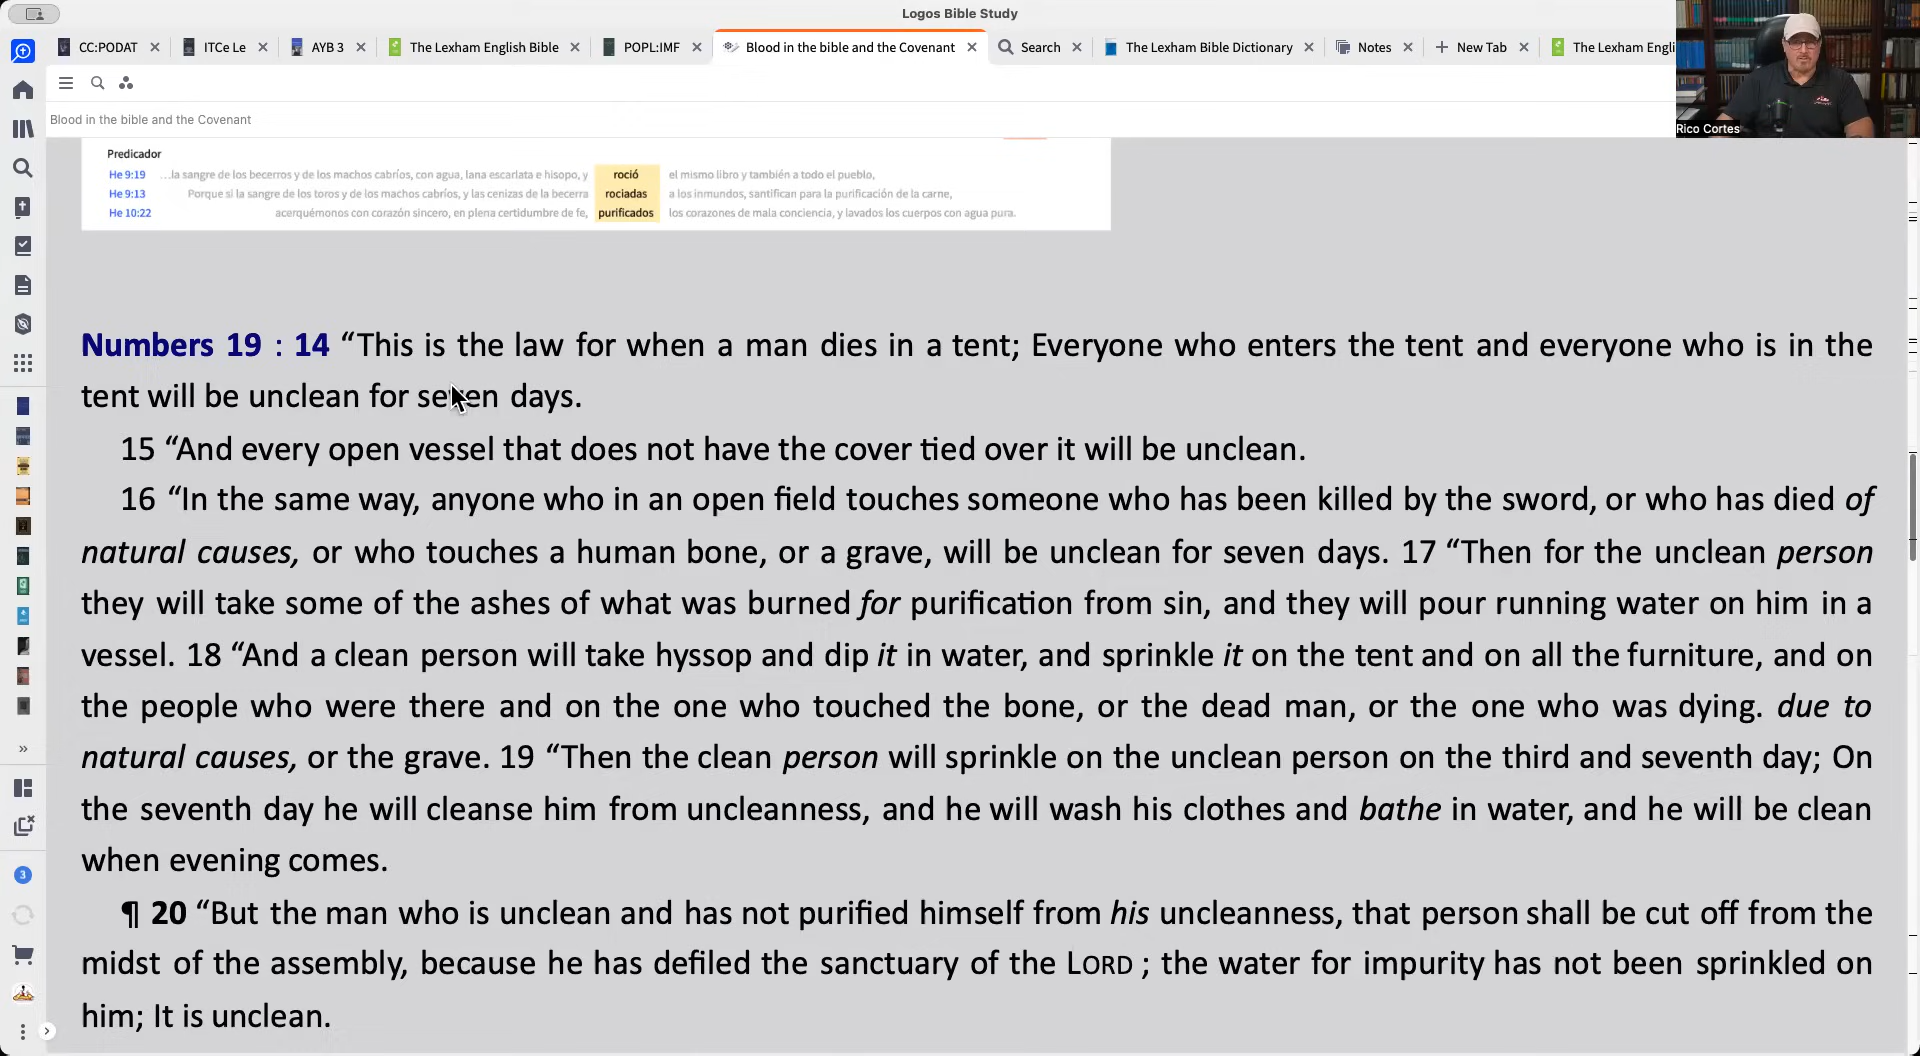 Logos Bible Study
CC:PODAT
ITCe Le
AYB 3
The Lexham English Bible
POPL:IMF
Blood in the bible and the Covenant
Search
The Lexham Bible Dictionary
Notes
New Tab
The Lexham Engli
Rico Cortes
Blood in the bible and the Covenant
Predicador
He 9:19 …la sangre de los becerros y de los machos cabríos, con agua, lana escarlata e hisopo, y roció el mismo libro y también a todo el pueblo,
He 9:13 Porque si la sangre de los toros y de los machos cabríos, y las cenizas de la becerra rociadas a los inmundos, santifican para la purificación de la carne,
He 10:22 acerquémonos con corazón sincero, en plena certidumbre de fe, purificados los corazones de mala conciencia, y lavados los cuerpos con agua pura.
Numbers 19 : 14 “This is the law for when a man dies in a tent; Everyone who enters the tent and everyone who is in the
tent will be unclean for seven days.
15 “And every open vessel that does not have the cover tied over it will be unclean.
16 “In the same way, anyone who in an open field touches someone who has been killed by the sword, or who has died of
natural causes, or who touches a human bone, or a grave, will be unclean for seven days. 17 “Then for the unclean person
they will take some of the ashes of what was burned for purification from sin, and they will pour running water on him in a
vessel. 18 “And a clean person will take hyssop and dip it in water, and sprinkle it on the tent and on all the furniture, and on
the people who were there and on the one who touched the bone, or the dead man, or the one who was dying. due to
natural causes, or the grave. 19 “Then the clean person will sprinkle on the unclean person on the third and seventh day; On
the seventh day he will cleanse him from uncleanness, and he will wash his clothes and bathe in water, and he will be clean
when evening comes.
¶ 20 “But the man who is unclean and has not purified himself from his uncleanness, that person shall be cut off from the
midst of the assembly, because he has defiled the sanctuary of the LORD ; the water for impurity has not been sprinkled on
him; It is unclean.
3